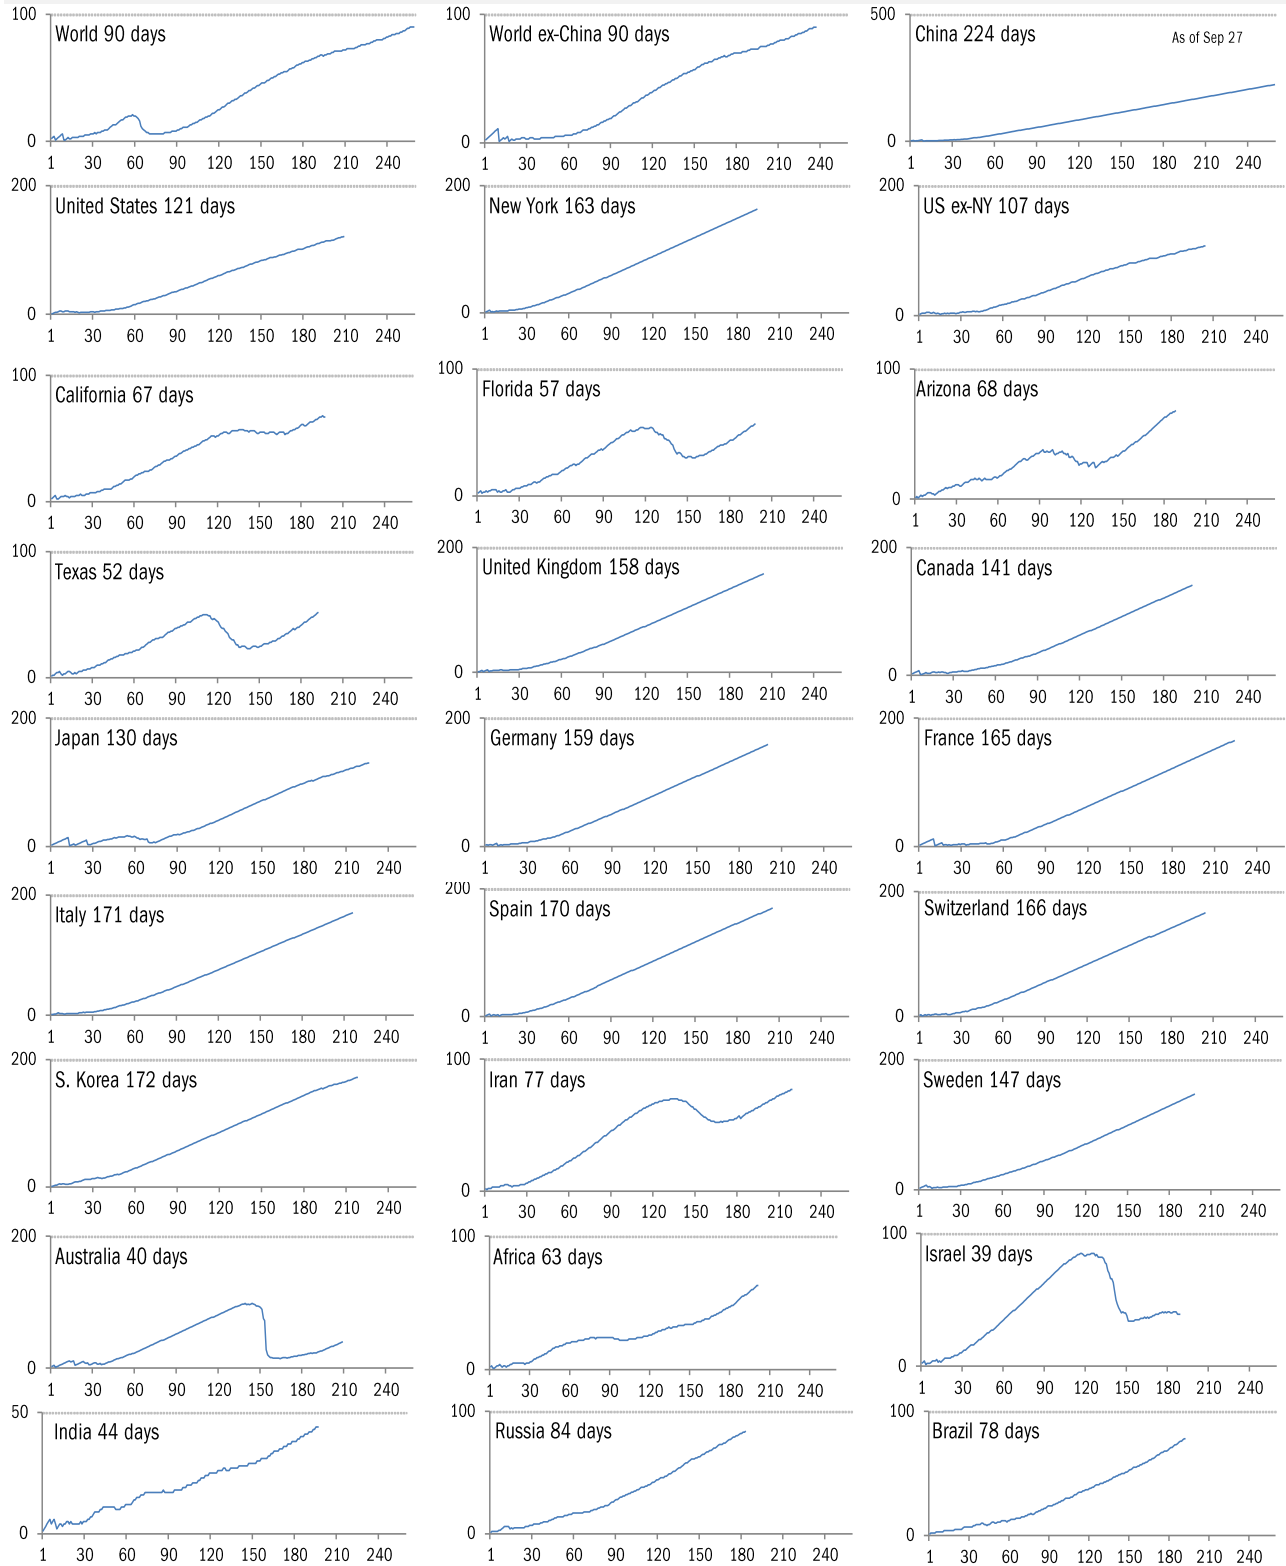 100
World 90 days
0
1 30 60 90 120 150 180 210 240
100
World ex-China 90 days
0
1 30 60 90 120 150 180 210 240
500
China 224 days
As of Sep 27
0
1 30 60 90 120 150 180 210 240
200
United States 121 days
0
1 30 60 90 120 150 180 210 240
200
New York 163 days
0
1 30 60 90 120 150 180 210 240
200
US ex-NY 107 days
0
1 30 60 90 120 150 180 210 240
100
California 67 days
0
1 30 60 90 120 150 180 210 240
100
Florida 57 days
0
1 30 60 90 120 150 180 210 240
100
Arizona 68 days
0
1 30 60 90 120 150 180 210 240
100
Texas 52 days
0
1 30 60 90 120 150 180 210 240
200
United Kingdom 158 days
0
1 30 60 90 120 150 180 210 240
200
Canada 141 days
0
1 30 60 90 120 150 180 210 240
200
Japan 130 days
0
1 30 60 90 120 150 180 210 240
200
Germany 159 days
0
1 30 60 90 120 150 180 210 240
200
France 165 days
0
1 30 60 90 120 150 180 210 240
200
Italy 171 days
0
1 30 60 90 120 150 180 210 240
200
Spain 170 days
0
1 30 60 90 120 150 180 210 240
200
Switzerland 166 days
0
1 30 60 90 120 150 180 210 240
200
S. Korea 172 days
0
1 30 60 90 120 150 180 210 240
100
Iran 77 days
0
1 30 60 90 120 150 180 210 240
200
Sweden 147 days
0
1 30 60 90 120 150 180 210 240
200
Australia 40 days
0
1 30 60 90 120 150 180 210 240
100
Africa 63 days
0
1 30 60 90 120 150 180 210 240
100
Israel 39 days
0
1 30 60 90 120 150 180 210 240
50
India 44 days
0
1 30 60 90 120 150 180 210 240
100
Russia 84 days
0
1 30 60 90 120 150 180 210 240
100
Brazil 78 days
0
1 30 60 90 120 150 180 210 240